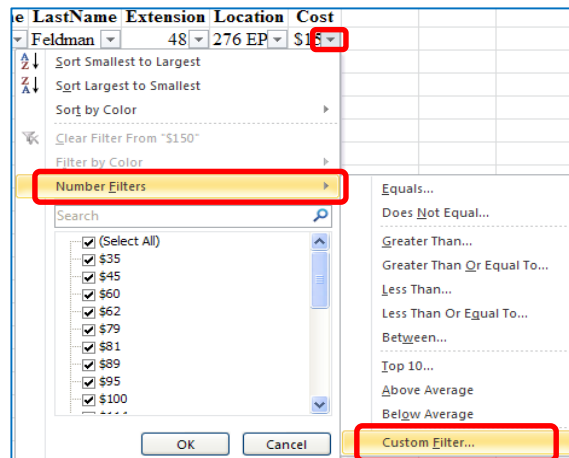 e LastName Extension Location Cost
Feldman 48 276 EP $15
Sort Smallest to Largest
Sort Largest to Smallest
Sort by Color
Clear Filter From "$150"
Filter by Color
Number Filters
Search
(Select All)
$35
$45
$60
$62
$79
$81
$89
$95
$100
OK Cancel
Equals...
Does Not Equal...
Greater Than...
Greater Than Or Equal To...
Less Than...
Less Than Or Equal To...
Between...
Top 10...
Above Average
Below Average
Custom Filter...